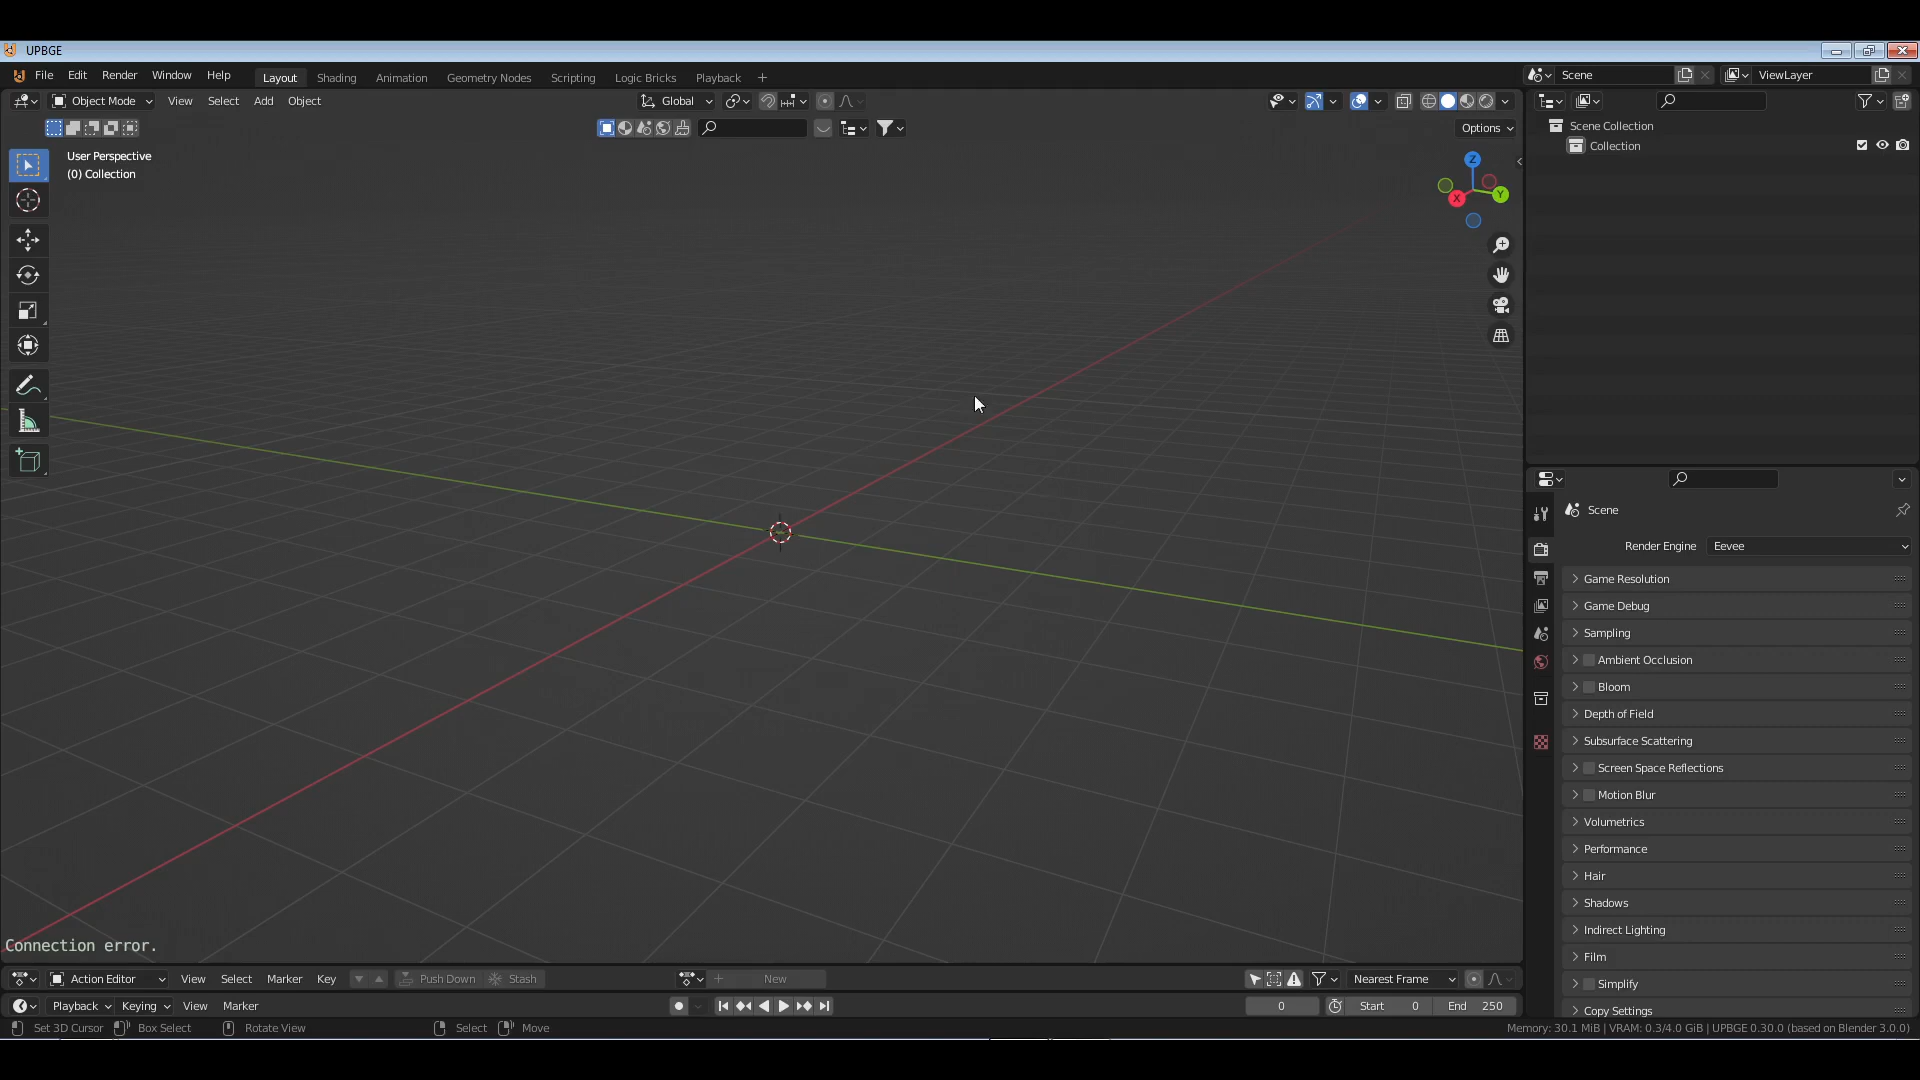 UPBGE
File Edit Render Window Help Layout Shading Animation Geometry Nodes Scripting Logic Bricks Playback + Scene ViewLayer
Object Mode View Select Add Object Global
Options
User Perspective
(0) Collection
Z
Y
X
Scene Collection
Collection
Scene
Render Engine Eevee
Game Resolution
Game Debug
Sampling
Ambient Occlusion
Bloom
Depth of Field
Subsurface Scattering
Screen Space Reflections
Motion Blur
Volumetrics
Performance
Hair
Shadows
Indirect Lighting
Film
Simplify
Copy Settings
Connection error.
Action Editor View Select Marker Key Push Down Stash + New Nearest Frame
Playback Keying View Marker 0 Start 0 End 250
Set 3D Cursor Box Select Rotate View Select Move Memory: 30.1 MiB | VRAM: 0.3/4.0 GiB | UPBGE 0.30.0 (based on Blender 3.0.0)